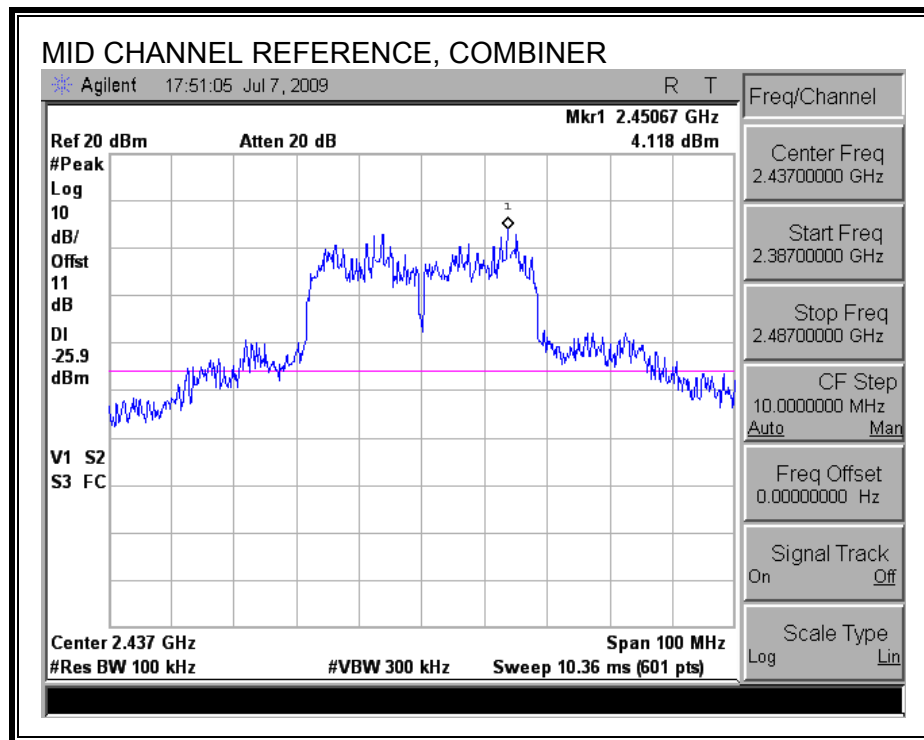 MID CHANNEL REFERENCE, COMBINER
Agilent 17:51:05 Jul 7, 2009 R T
Mkr1 2.45067 GHz
Ref 20 dBm Atten 20 dB 4.118 dBm
#Peak
Log
10
dB/
Offst
11
dB
DI
-25.9
dBm
V1 S2
S3 FC
1
Center 2.437 GHz Span 100 MHz
#Res BW 100 kHz #VBW 300 kHz Sweep 10.36 ms (601 pts)
Freq/Channel
Center Freq
2.43700000 GHz
Start Freq
2.38700000 GHz
Stop Freq
2.48700000 GHz
CF Step
10.0000000 MHz
Auto Man
Freq Offset
0.00000000 Hz
Signal Track
On Off
Scale Type
Log Lin